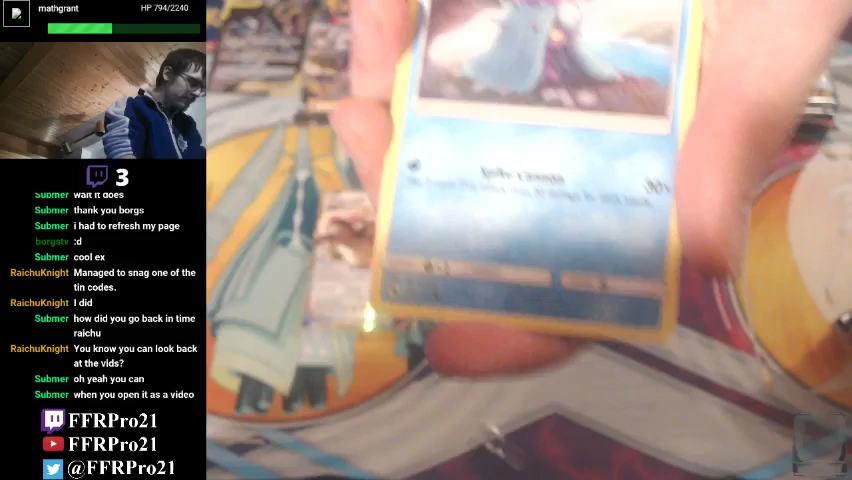 mathgrant
HP 794/2240
3
Submer wait it does
Submer thank you borgs
Submer i had to refresh my page
borgstv :d
Submer cool ex
RaichuKnight Managed to snag one of the
tin codes.
RaichuKnight I did
Submer how did you go back in time
raichu
RaichuKnight You know you can look back
at the vids?
Submer oh yeah you can
Submer when you open it as a video
FFRPro21
FFRPro21
@FFRPro21
Spike Cannon
30x